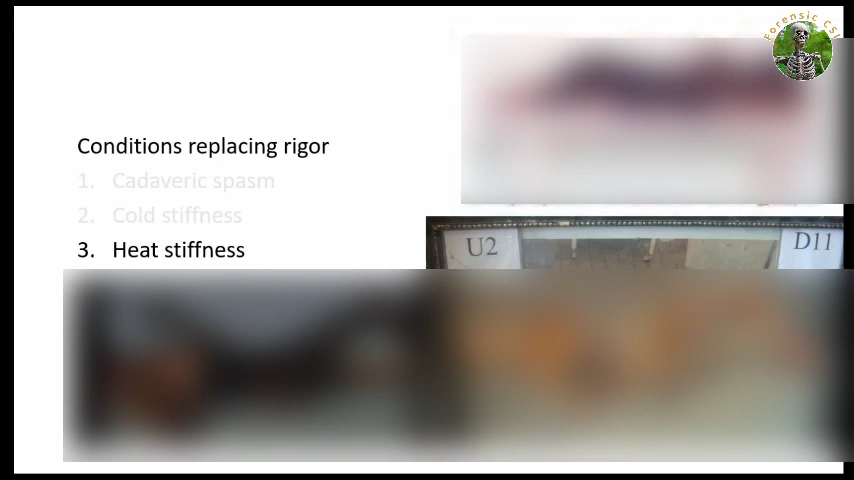 Forensic CSI
Conditions replacing rigor
1. Cadaveric spasm
2. Cold stiffness
3. Heat stiffness
U2
D11